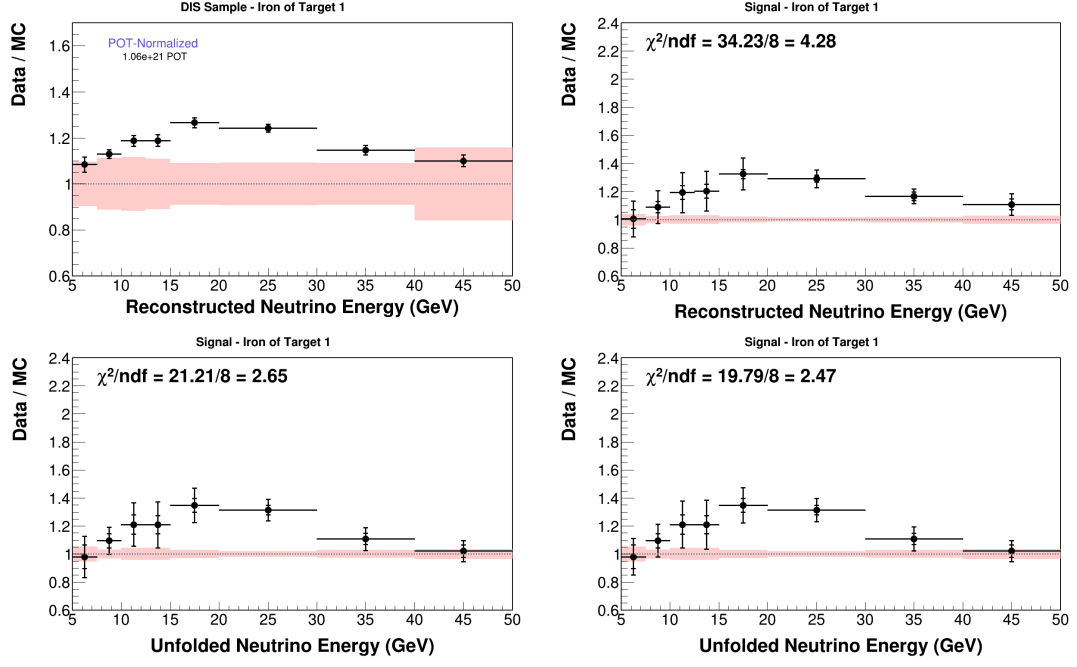 DIS Sample - Iron of Target 1
Data / MC
POT-Normalized
1.06e+21 POT
1.6
1.4
1.2
1
0.8
0.6
5 10 15 20 25 30 35 40 45 50
Reconstructed Neutrino Energy (GeV)
Signal - Iron of Target 1
Data / MC
χ²/ndf = 34.23/8 = 4.28
2.4
2.2
2
1.8
1.6
1.4
1.2
1
0.8
0.6
5 10 15 20 25 30 35 40 45 50
Reconstructed Neutrino Energy (GeV)
Signal - Iron of Target 1
Data / MC
χ²/ndf = 21.21/8 = 2.65
2.4
2.2
2
1.8
1.6
1.4
1.2
1
0.8
0.6
5 10 15 20 25 30 35 40 45 50
Unfolded Neutrino Energy (GeV)
Signal - Iron of Target 1
Data / MC
χ²/ndf = 19.79/8 = 2.47
2.4
2.2
2
1.8
1.6
1.4
1.2
1
0.8
0.6
5 10 15 20 25 30 35 40 45 50
Unfolded Neutrino Energy (GeV)